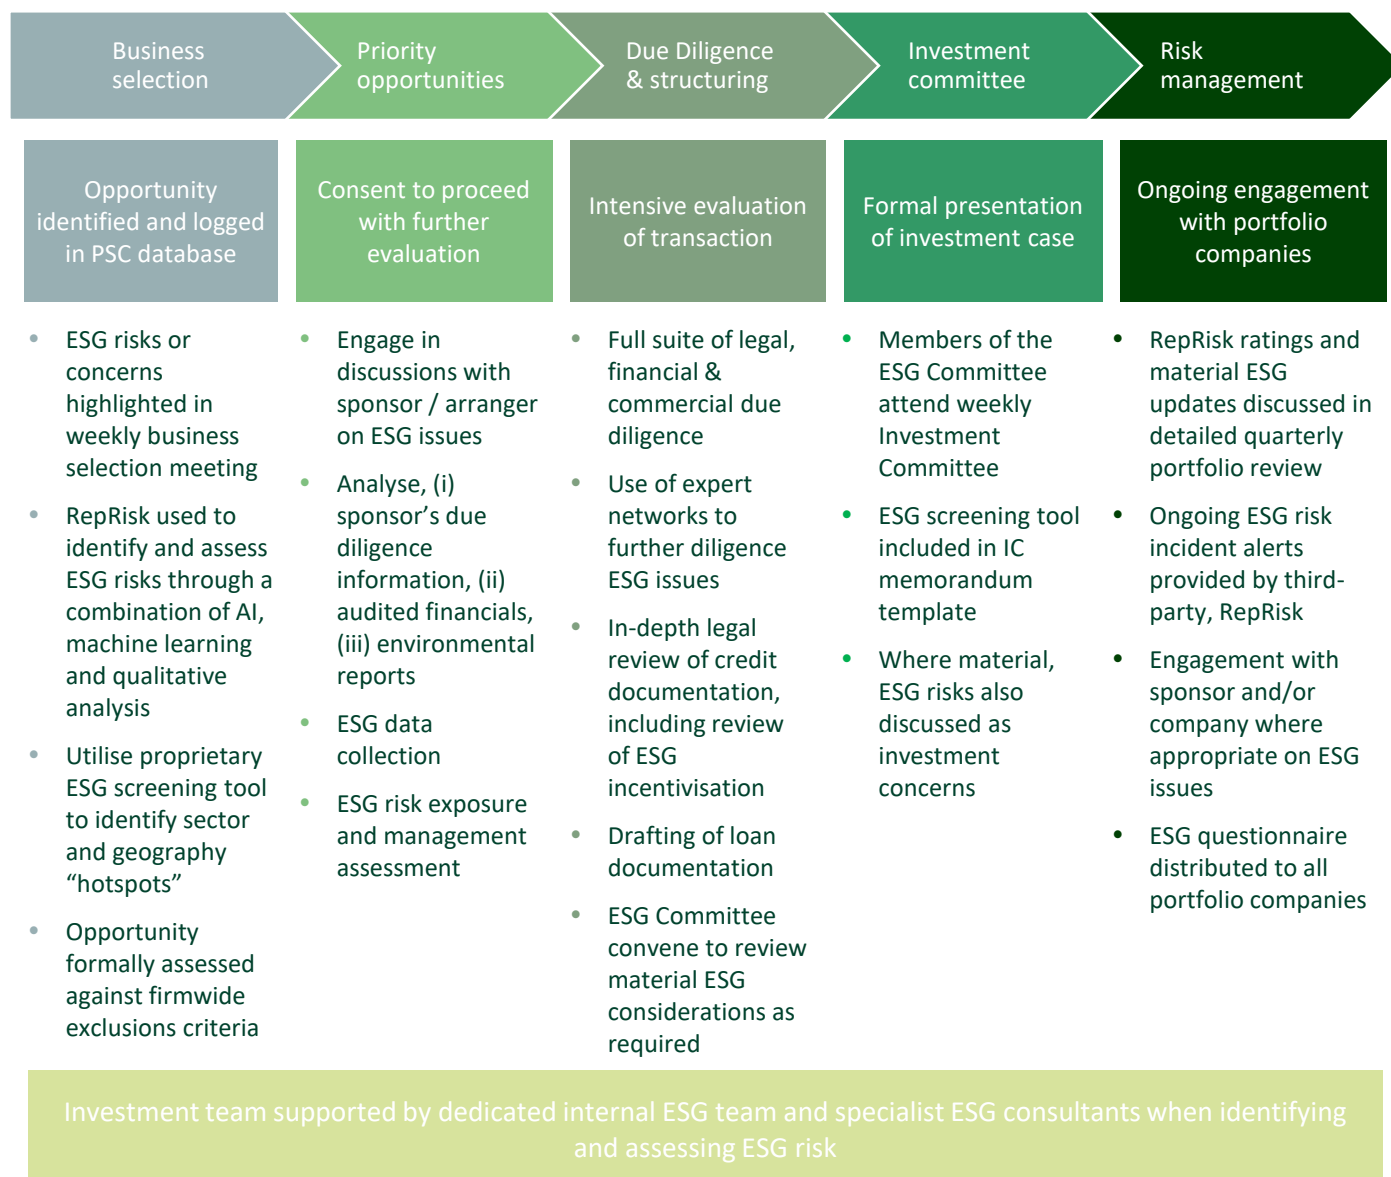 Business
selection
Priority
opportunities
Due Diligence
& structuring
Investment
committee
Risk
management
Opportunity
identified and logged
in PSC database
Consent to proceed
with further
evaluation
Intensive evaluation
of transaction
Formal presentation
of investment case
Ongoing engagement
with portfolio
companies
• ESG risks or
concerns
highlighted in
weekly business
selection meeting
• RepRisk used to
identify and assess
ESG risks through a
combination of AI,
machine learning
and qualitative
analysis
• Utilise proprietary
ESG screening tool
to identify sector
and geography
“hotspots”
• Opportunity
formally assessed
against firmwide
exclusions criteria
• Engage in
discussions with
sponsor / arranger
on ESG issues
• Analyse, (i)
sponsor’s due
diligence
information, (ii)
audited financials,
(iii) environmental
reports
• ESG data
collection
• ESG risk exposure
and management
assessment
• Full suite of legal,
financial &
commercial due
diligence
• Use of expert
networks to
further diligence
ESG issues
• In-depth legal
review of credit
documentation,
including review
of ESG
incentivisation
• Drafting of loan
documentation
• ESG Committee
convene to review
material ESG
considerations as
required
• Members of the
ESG Committee
attend weekly
Investment
Committee
• ESG screening tool
included in IC
memorandum
template
• Where material,
ESG risks also
discussed as
investment
concerns
• RepRisk ratings and
material ESG
updates discussed in
detailed quarterly
portfolio review
• Ongoing ESG risk
incident alerts
provided by third-
party, RepRisk
• Engagement with
sponsor and/or
company where
appropriate on ESG
issues
• ESG questionnaire
distributed to all
portfolio companies
Investment team supported by dedicated internal ESG team and specialist ESG consultants when identifying
and assessing ESG risk